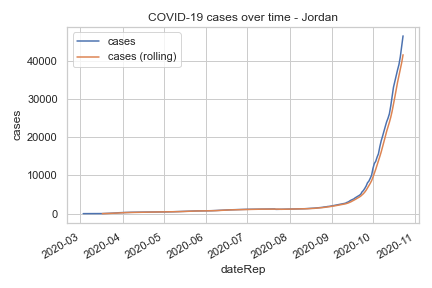 COVID-19 cases over time - Jordan
cases
cases (rolling)
cases
40000
30000
20000
10000
0
2020-03
2020-04
2020-05
2020-06
2020-07
2020-08
2020-09
2020-10
2020-11
dateRep